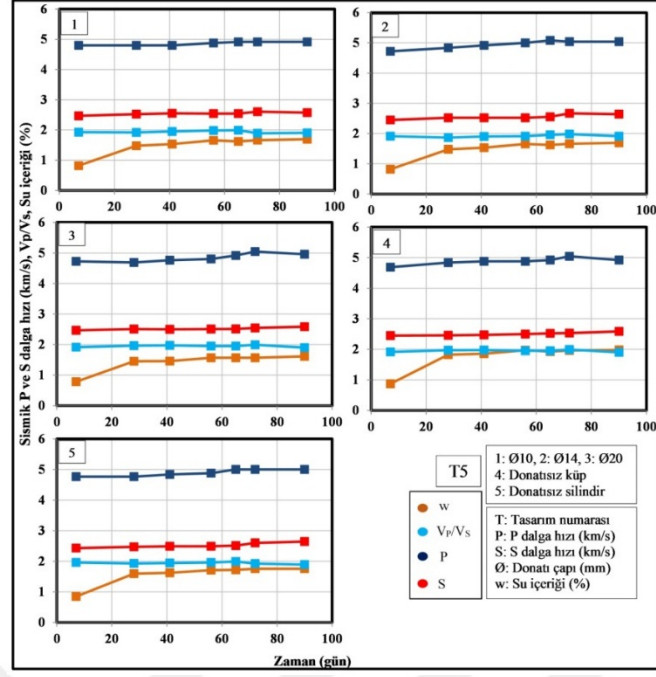 Sismik P ve S dalga hızı (km/s), Vp/Vs, Su içeriği (%)
1
6
5
4
3
2
1
0
0 20 40 60 80 100
2
6
5
4
3
2
1
0
0 20 40 60 80 100
3
6
5
4
3
2
1
0
0 20 40 60 80 100
4
6
5
4
3
2
1
0
0 20 40 60 80 100
5
6
5
4
3
2
1
0
0 20 40 60 80 100
Zaman (gün)
T5
w
VP/VS
P
S
1: Ø10, 2: Ø14, 3: Ø20
4: Donatısız küp
5: Donatısız silindir
T: Tasarım numarası
P: P dalga hızı (km/s)
S: S dalga hızı (km/s)
Ø: Donatı çapı (mm)
w: Su içeriği (%)